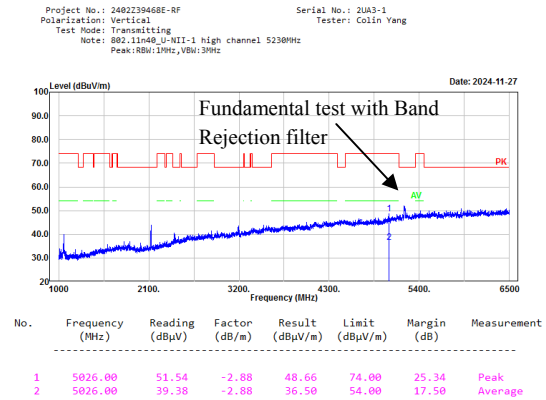 Project No.: 2402Z39468E-RF Serial No.: 2UA3-1
Polarization: Vertical Tester: Colin Yang
Test Mode: Transmitting
Note: 802.11n40_U-NII-1 high channel 5230MHz
Peak:RBW:1MHz,VBW:3MHz
Level (dBuV/m) Date: 2024-11-27
100
90.0
80.0
70.0
60.0
50.0
40.0
30.0
20
Fundamental test with Band
Rejection filter
PK
AV
1
2
1000 2100. 3200. 4300. 5400. 6500
Frequency (MHz)
No. Frequency Reading Factor Result Limit Margin Measurement
(MHz) (dBμV) (dB/m) (dBμV/m) (dBμV/m) (dB)
1 5026.00 51.54 -2.88 48.66 74.00 25.34 Peak
2 5026.00 39.38 -2.88 36.50 54.00 17.50 Average